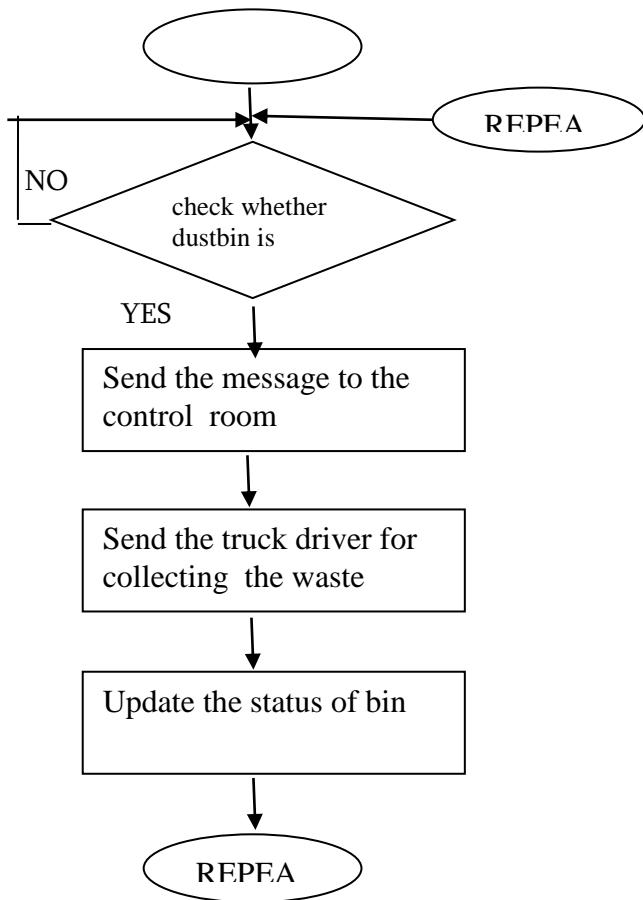 REPEA
NO
check whether
dustbin is
YES
Send the message to the
control room
Send the truck driver for
collecting the waste
Update the status of bin
REPEA